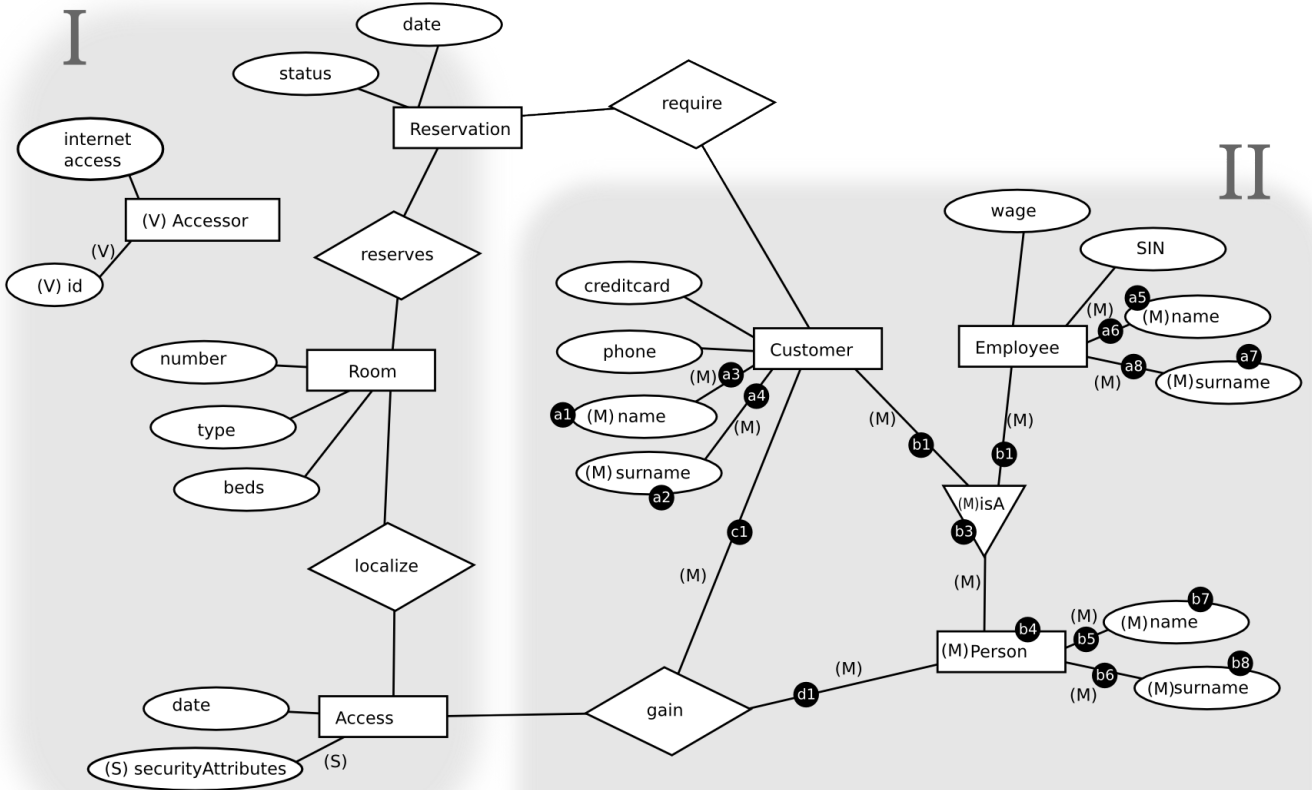 I
date
status
require
Reservation
internet
access
II
(V) Accessor
wage
(V)
SIN
reserves
(V) id
creditcard
a5
(M)
(M) name
a6
Customer
Employee
phone
number
Room
a7
a8
(M)
a3
(M)
(M) surname
a4
a1
(M) name
(M)
(M)
type
(M)
b1
b1
(M) surname
a2
beds
(M)isA
b3
c1
localize
(M)
(M)
b7
(M)
(M) name
b4
b5
(M)Person
b8
(M)
b6
(M)surname
(M)
d1
date
Access
gain
(S)
(S) securityAttributes